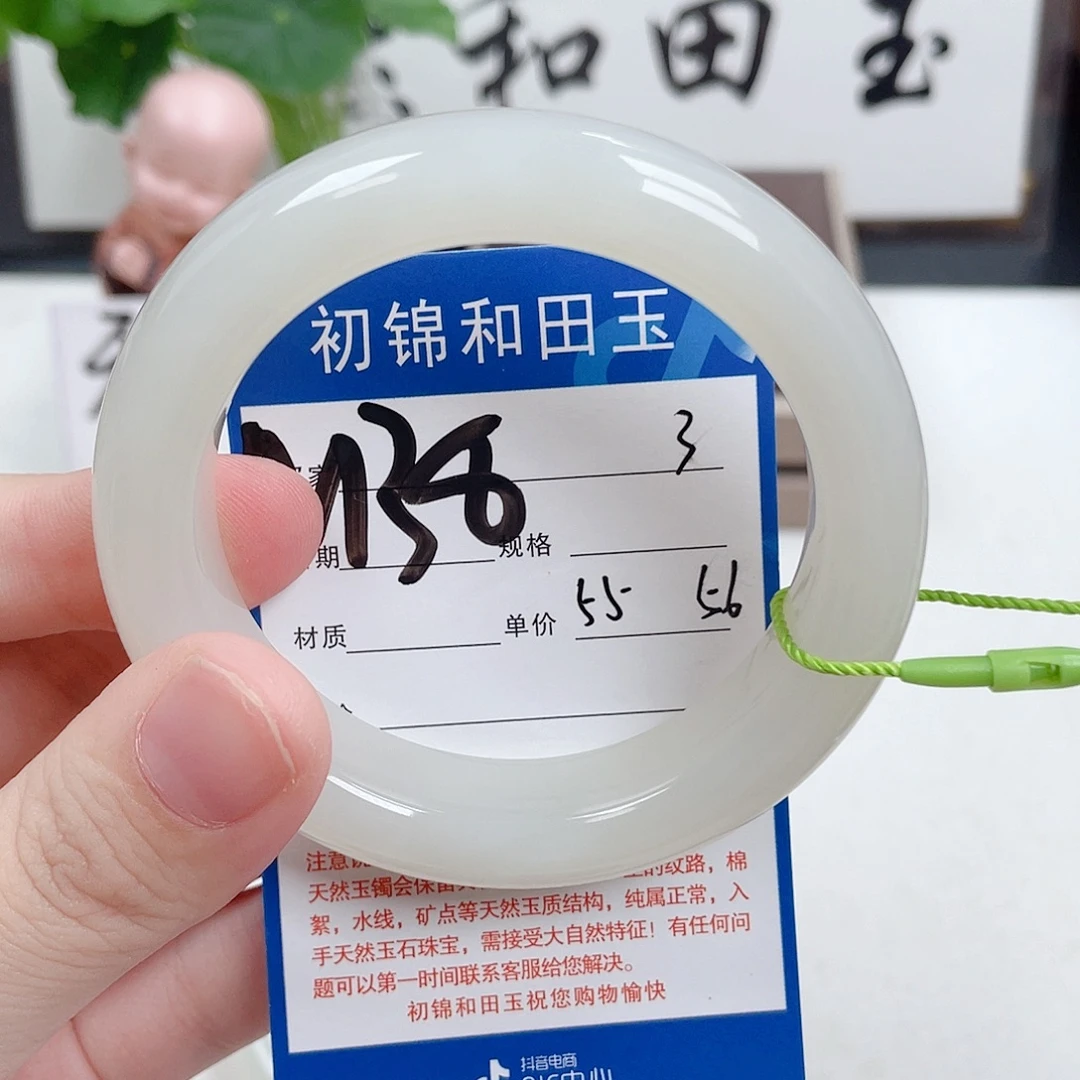 和田玉
初锦和田玉
M38
3
期 规格
55 56
材质 单价
注意说
天然玉镯会保留 的纹路，棉
絮，水线，矿点等天然玉质结构，纯属正常，入
手天然玉石珠宝，需接受大自然特征！有任何问
题可以第一时间联系客服给您解决。
初锦和田玉祝您购物愉快
抖音电商